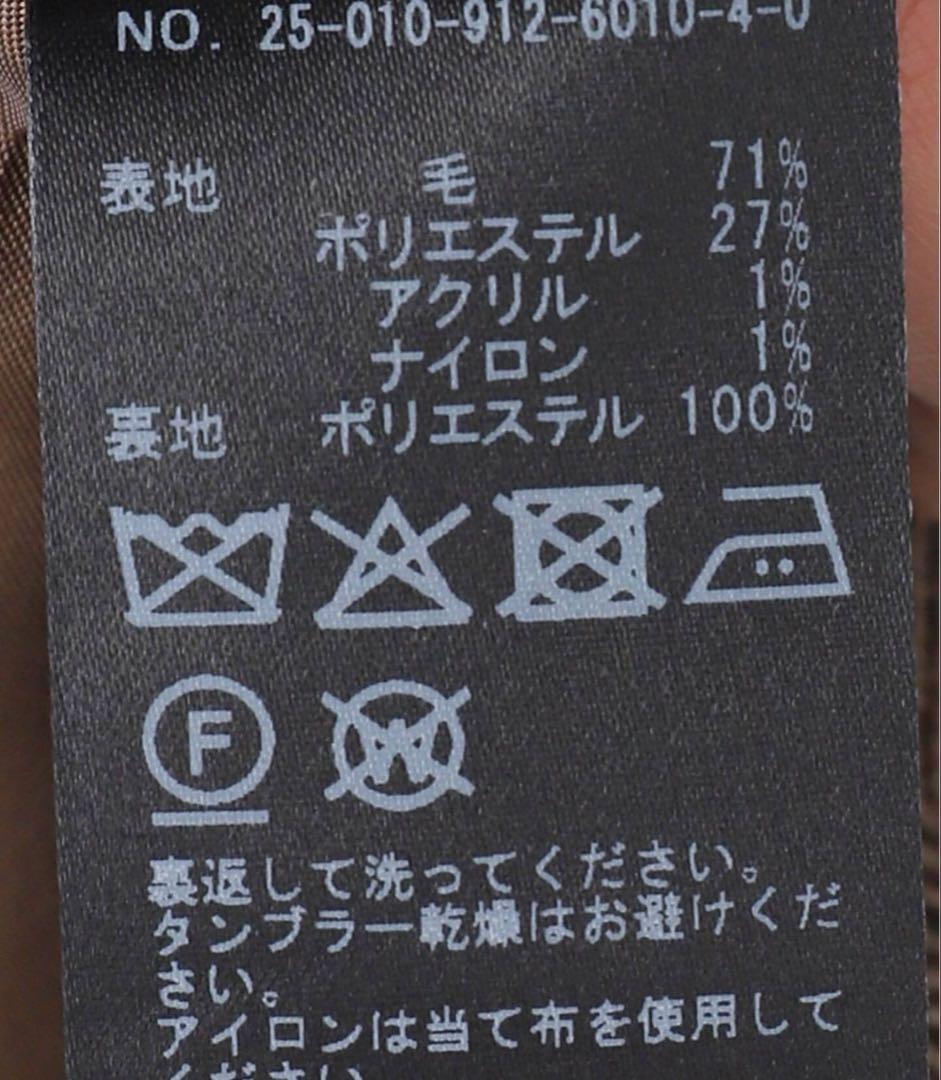 NO. 25-010-912-6010-4-0
表地 毛 71%
ポリエステル 27%
アクリル 1%
ナイロン 1%
裏地 ポリエステル 100%
F
W
裏返して洗ってください。
タンブラー乾燥はお避けくだ
さい。
アイロンは当て布を使用して
ください